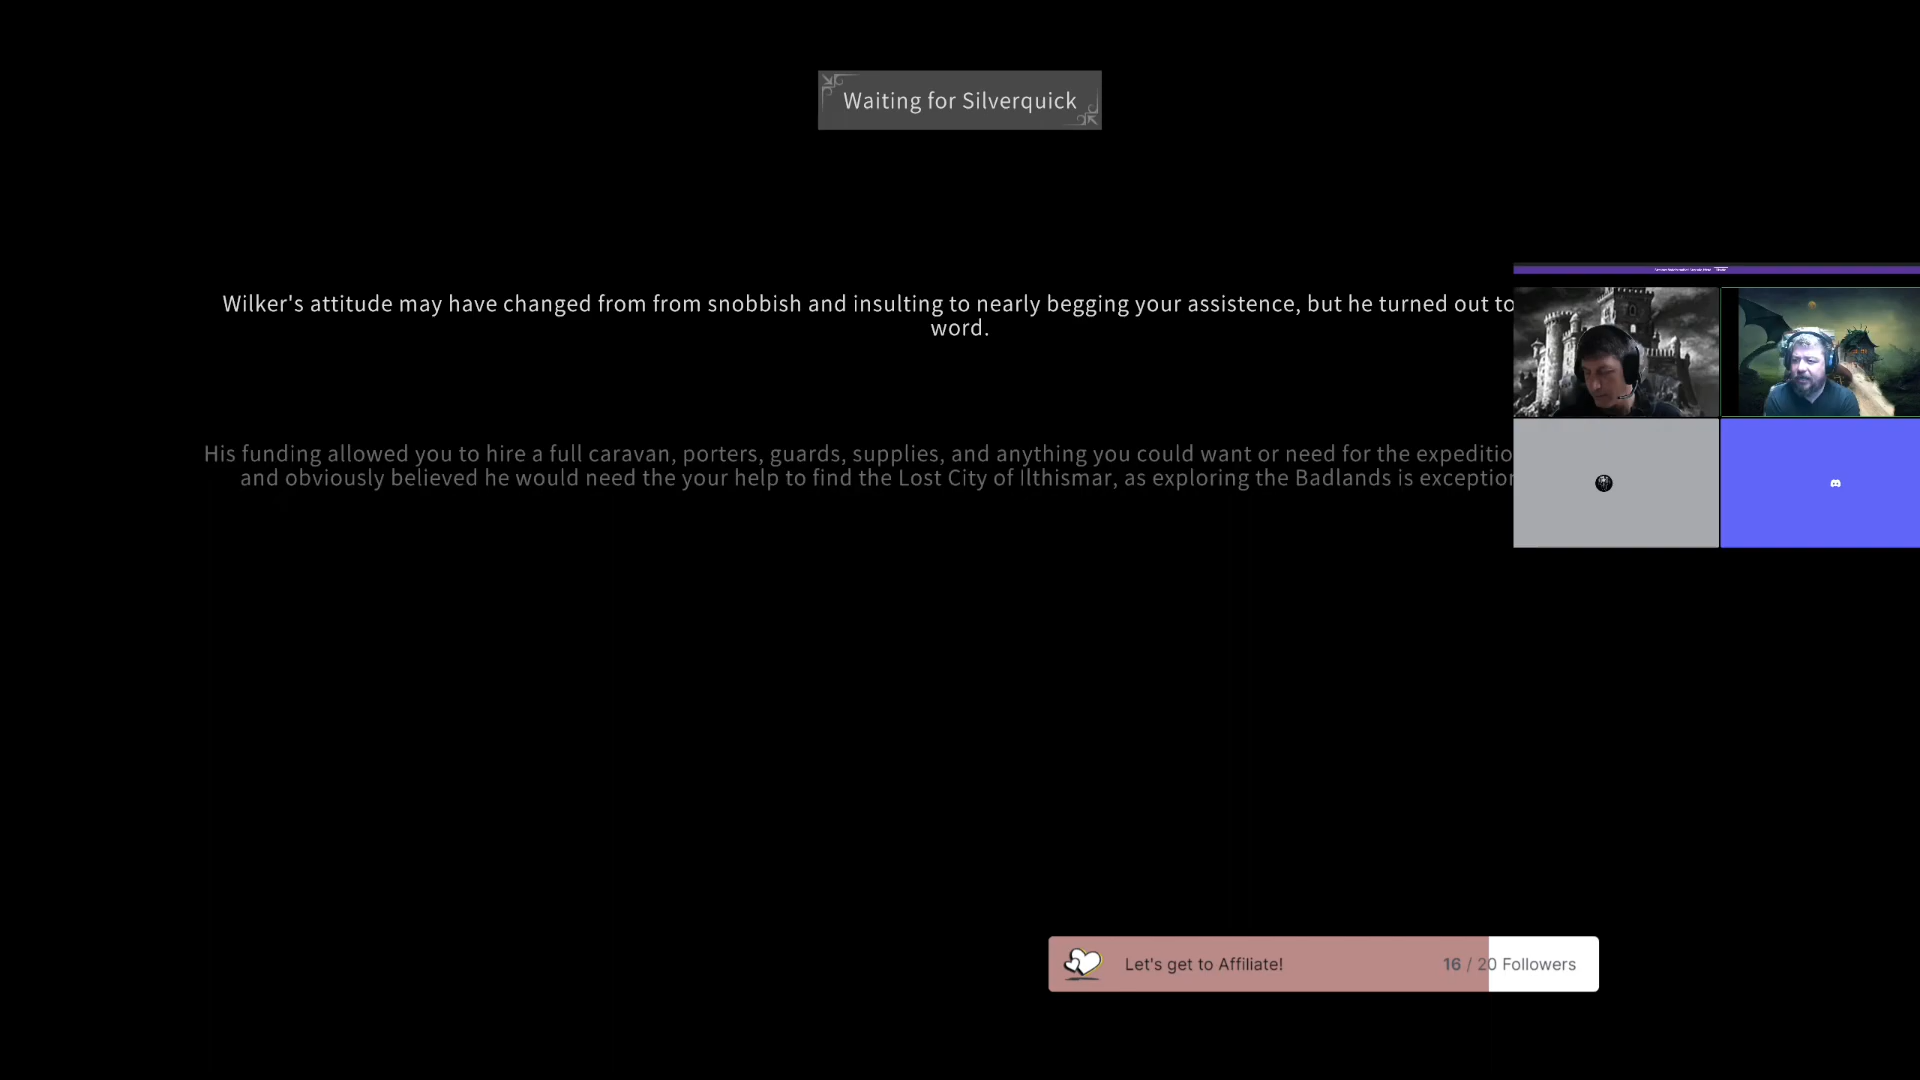 Waiting for Silverquick
Wilker's attitude may have changed from from snobbish and insulting to nearly begging your assistence, but he turned out to
word.
His funding allowed you to hire a full caravan, porters, guards, supplies, and anything you could want or need for the expeditio
and obviously believed he would need the your help to find the Lost City of Ilthismar, as exploring the Badlands is exception
Let's get to Affiliate!
16 / 20 Followers